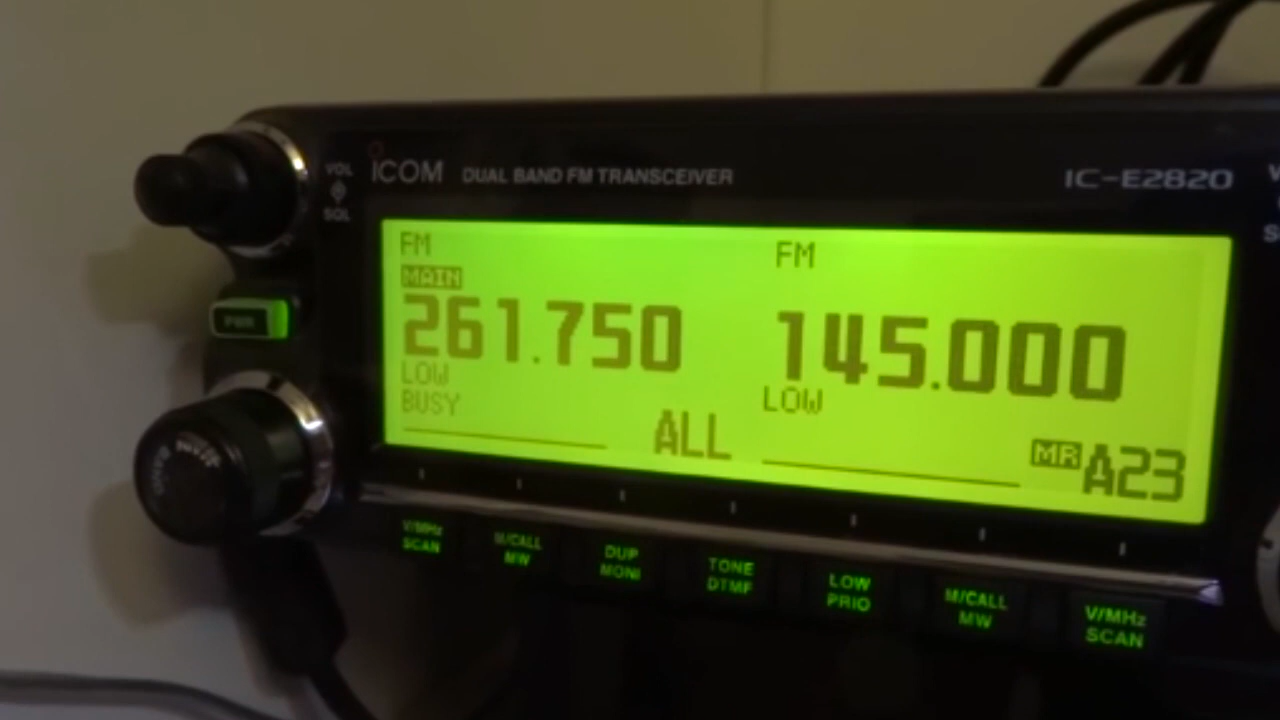 VOL
SQL
ICOM DUAL BAND FM TRANSCEIVER
IC-E2820
FM
MAIN
261.750
LOW
BUSY
ALL
FM
145.000
LOW
MR A23
PWR
V/MHz
SCAN
M/CALL
MW
DUP
MONI
TONE
DTMF
LOW
PRIO
M/CALL
MW
V/MHz
SCAN